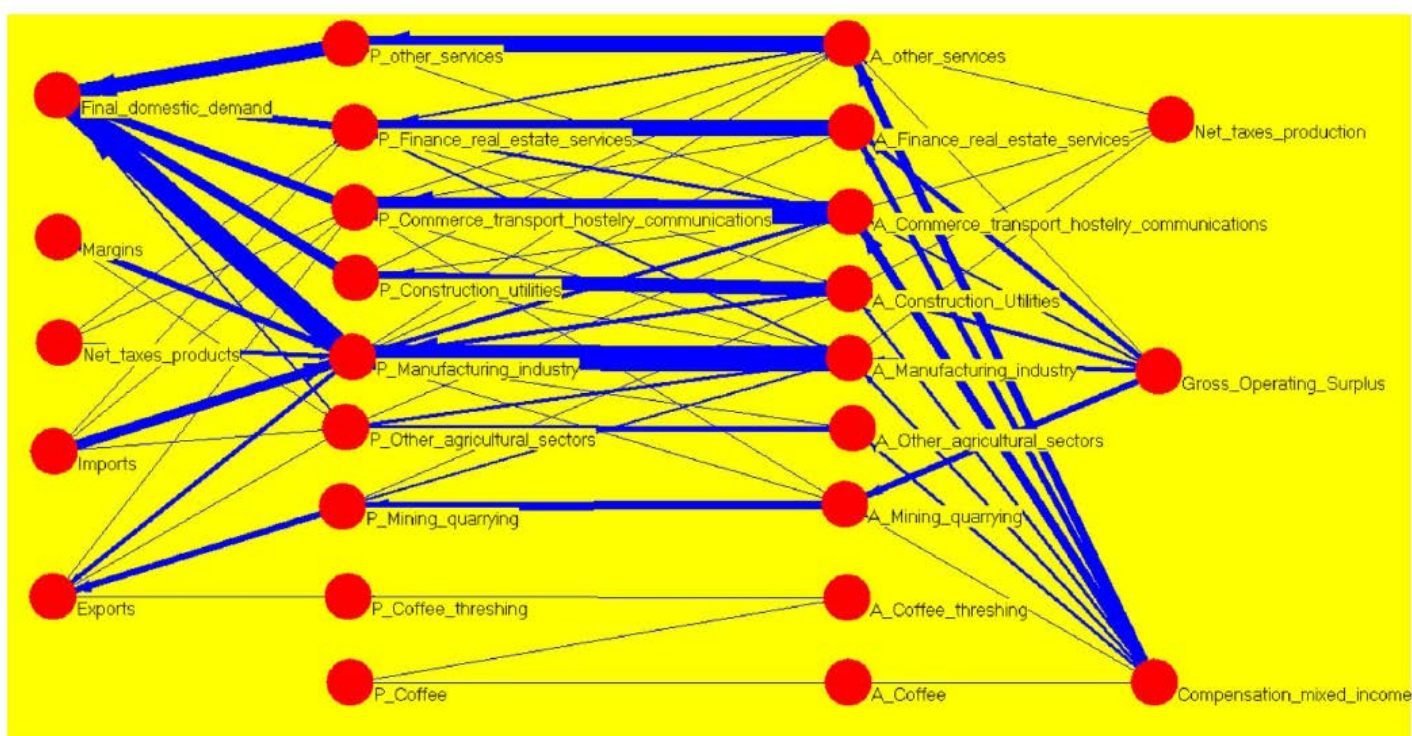 P_other_services
A_other_services
Final_domestic_demand
Net_taxes_production
P_Finance_real_estate_services
A_Finance_real_estate_services
P_Commerce_transport_hostelry_communications
A_Commerce_transport_hostelry_communications
Margins
P_Construction_utilities
A_Construction_Utilities
Net_taxes_products
P_Manufacturing_industry
A_Manufacturing_industry
Gross_Operating_Surplus
P_Other_agricultural_sectors
A_Other_agricultural_sectors
Imports
P_Mining_quarrying
A_Mining_quarrying
Exports
P_Coffee_threshing
A_Coffee_threshing
P_Coffee
A_Coffee
Compensation_mixed_income